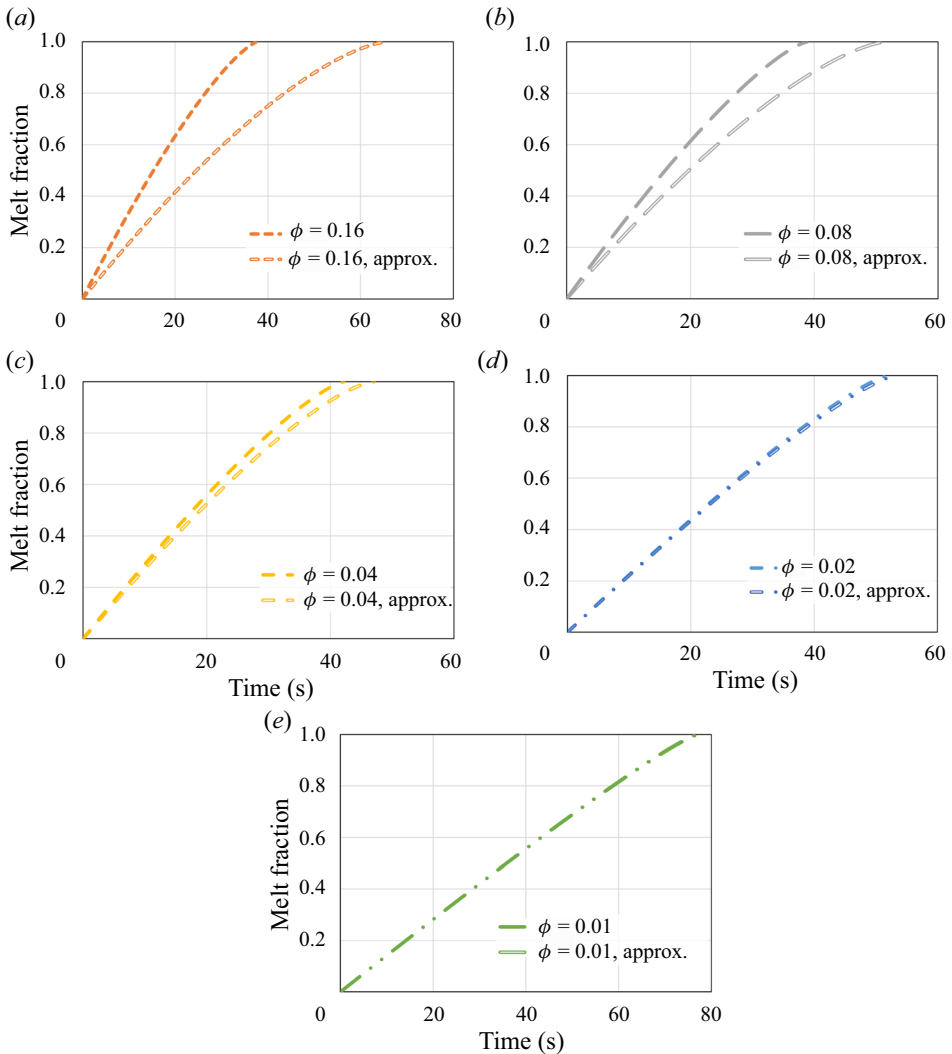 (a)
1.0
0.8
0.6
0.4
0.2
0
20
40
60
80
Melt fraction
ϕ = 0.16
ϕ = 0.16, approx.
(b)
1.0
0.8
0.6
0.4
0.2
0
20
40
60
ϕ = 0.08
ϕ = 0.08, approx.
(c)
1.0
0.8
0.6
0.4
0.2
0
20
40
60
Melt fraction
Time (s)
ϕ = 0.04
ϕ = 0.04, approx.
(d)
1.0
0.8
0.6
0.4
0.2
0
20
40
60
Time (s)
ϕ = 0.02
ϕ = 0.02, approx.
(e)
1.0
0.8
0.6
0.4
0.2
0
20
40
60
80
Melt fraction
Time (s)
ϕ = 0.01
ϕ = 0.01, approx.